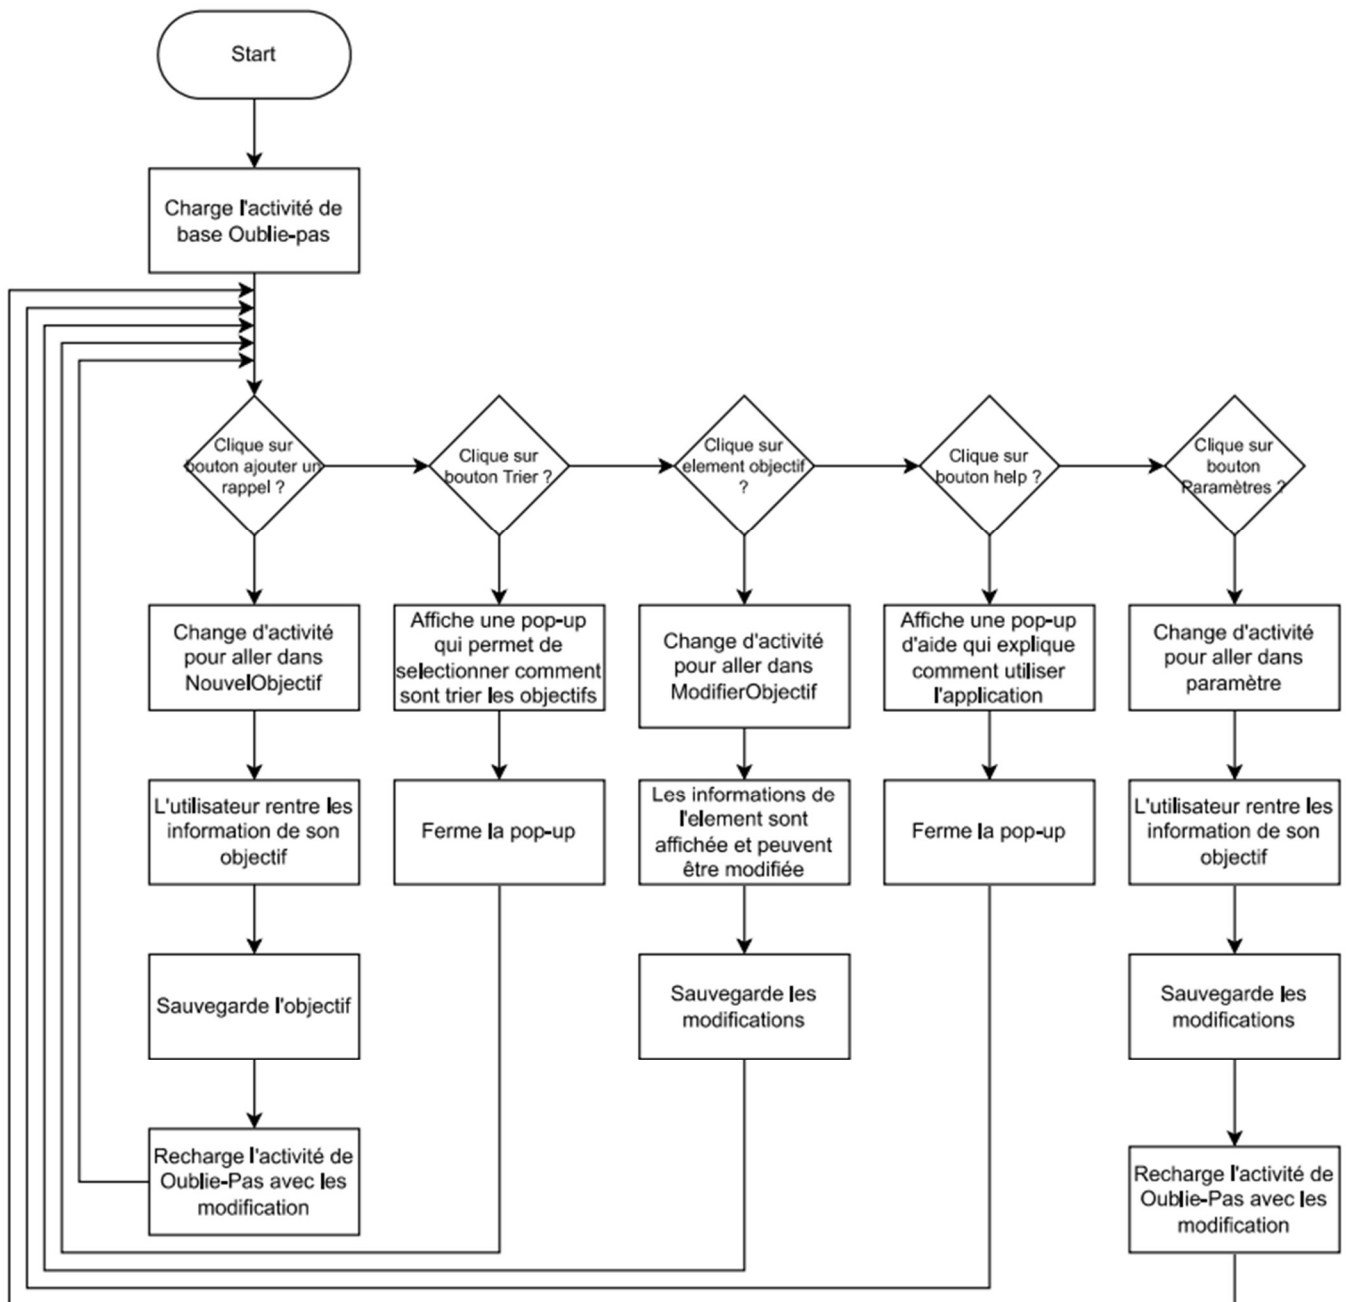 Start
Charge l'activité de
base Oublie-pas
Clique sur
bouton ajouter un
rappel ?
Clique sur
bouton Trier ?
Clique sur
element objectif
?
Clique sur
bouton help ?
Clique sur
bouton
Paramètres ?
Change d'activité
pour aller dans
NouvelObjectif
Affiche une pop-up
qui permet de
selectionner comment
sont trier les objectifs
Change d'activité
pour aller dans
ModifierObjectif
Affiche une pop-up
d'aide qui explique
comment utiliser
l'application
Change d'activité
pour aller dans
paramètre
L'utilisateur rentre les
information de son
objectif
Ferme la pop-up
Les informations de
l'element sont
affichée et peuvent
être modifiée
Ferme la pop-up
L'utilisateur rentre les
information de son
objectif
Sauvegarde l'objectif
Sauvegarde les
modifications
Sauvegarde les
modifications
Recharge l'activité de
Oublie-Pas avec les
modification
Recharge l'activité de
Oublie-Pas avec les
modification